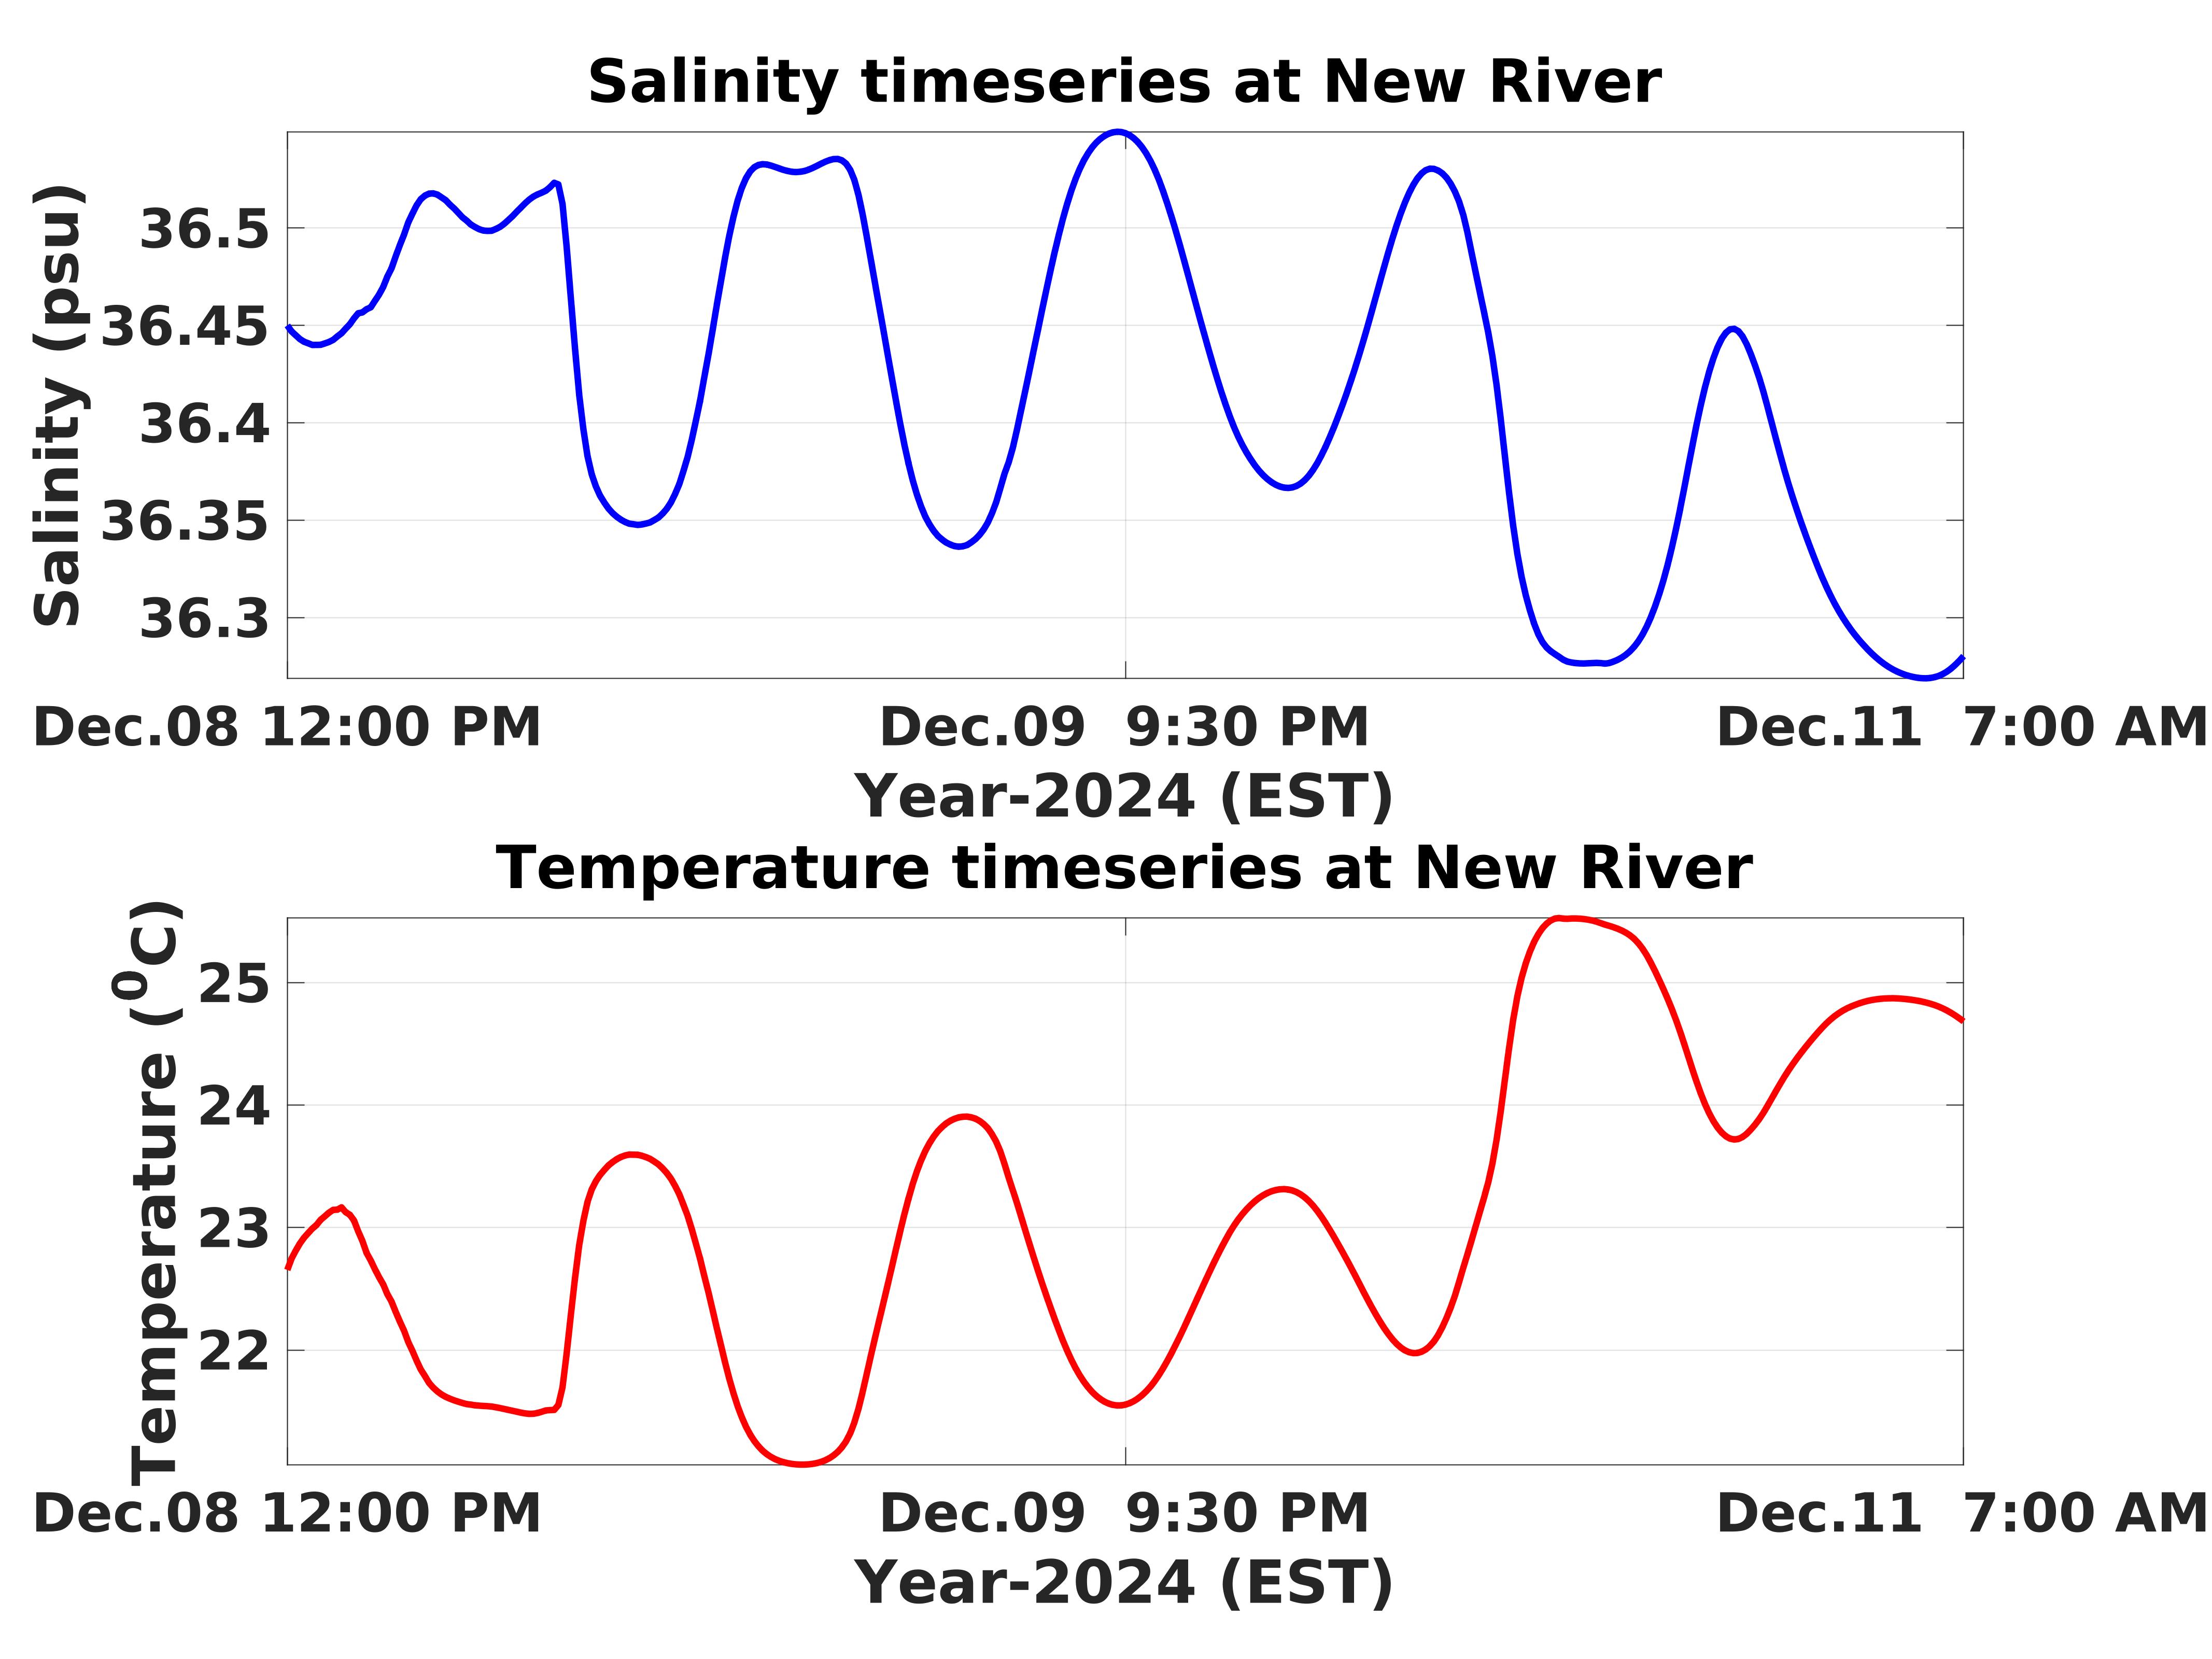 Salinity timeseries at New River
Salinity (psu)
36.5
36.45
36.4
36.35
36.3
Dec.08 12:00 PM Dec.09  9:30 PM Dec.11  7:00 AM
Year-2024 (EST)
Temperature timeseries at New River
Temperature (⁰C)
25
24
23
22
Dec.08 12:00 PM Dec.09  9:30 PM Dec.11  7:00 AM
Year-2024 (EST)